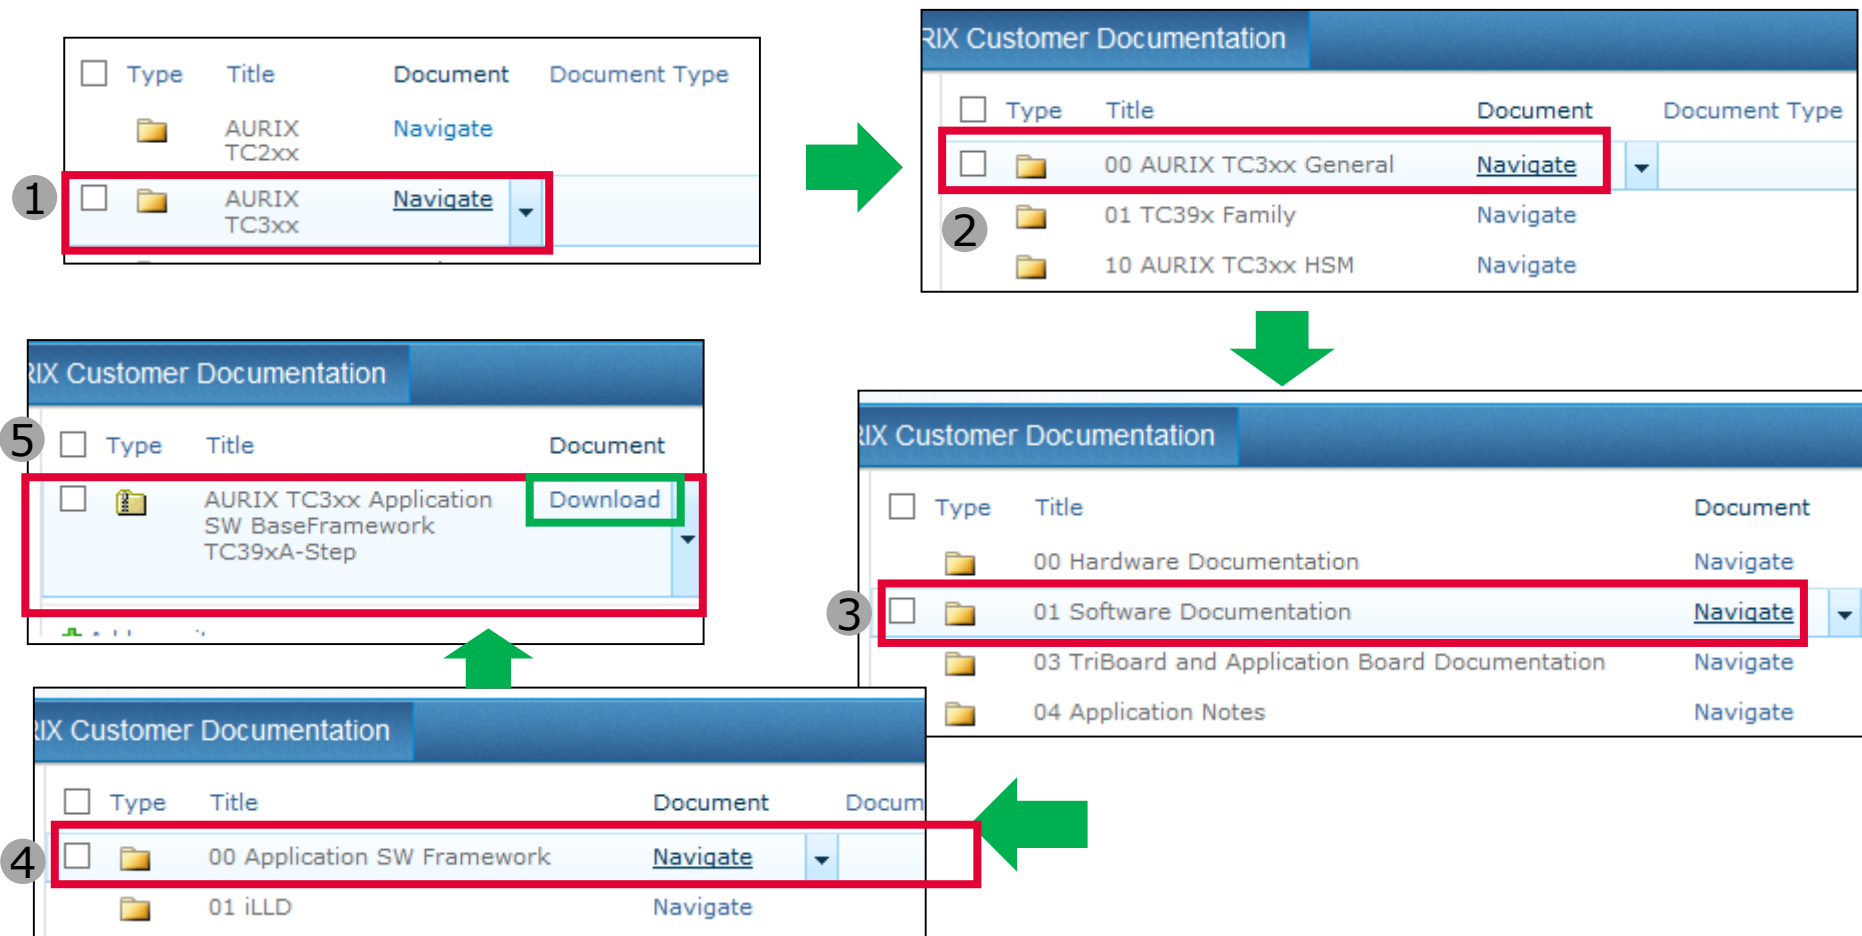 Type Title Document Document Type
AURIX
TC2xx
Navigate
1
AURIX
TC3xx
Navigate
RIX Customer Documentation
Type Title Document Document Type
00 AURIX TC3xx General Navigate
2
01 TC39x Family Navigate
10 AURIX TC3xx HSM Navigate
RIX Customer Documentation
Type Title Document
00 Hardware Documentation Navigate
3
01 Software Documentation Navigate
03 TriBoard and Application Board Documentation Navigate
04 Application Notes Navigate
RIX Customer Documentation
Type Title Document Docum
4
00 Application SW Framework Navigate
01 iLLD Navigate
RIX Customer Documentation
5
Type Title Document
AURIX TC3xx Application
SW BaseFramework
TC39xA-Step
Download